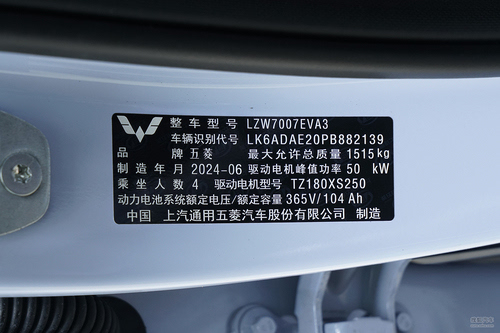 整车型号 LZW7007EVA3
车辆识别代号 LK6ADAE20PB882139
品牌 五菱 最大允许总质量 1515kg
制造年月 2024-06 驱动电机峰值功率 50 kW
乘坐人数 4 驱动电机型号 TZ180XS250
动力电池系统额定电压/额定容量 365V/104Ah
中国 上汽通用五菱汽车股份有限公司 制造